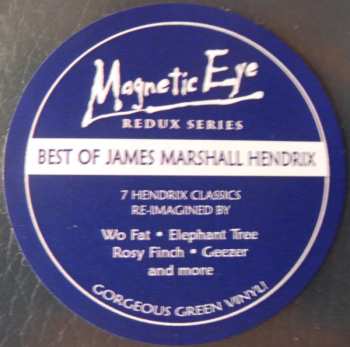 Magnetic Eye
REDUX SERIES
BEST OF JAMES MARSHALL HENDRIX
7 HENDRIX CLASSICS
RE-IMAGINED BY
Wo Fat • Elephant Tree
Rosy Finch • Geezer
and more
GORGEOUS GREEN VINYL!